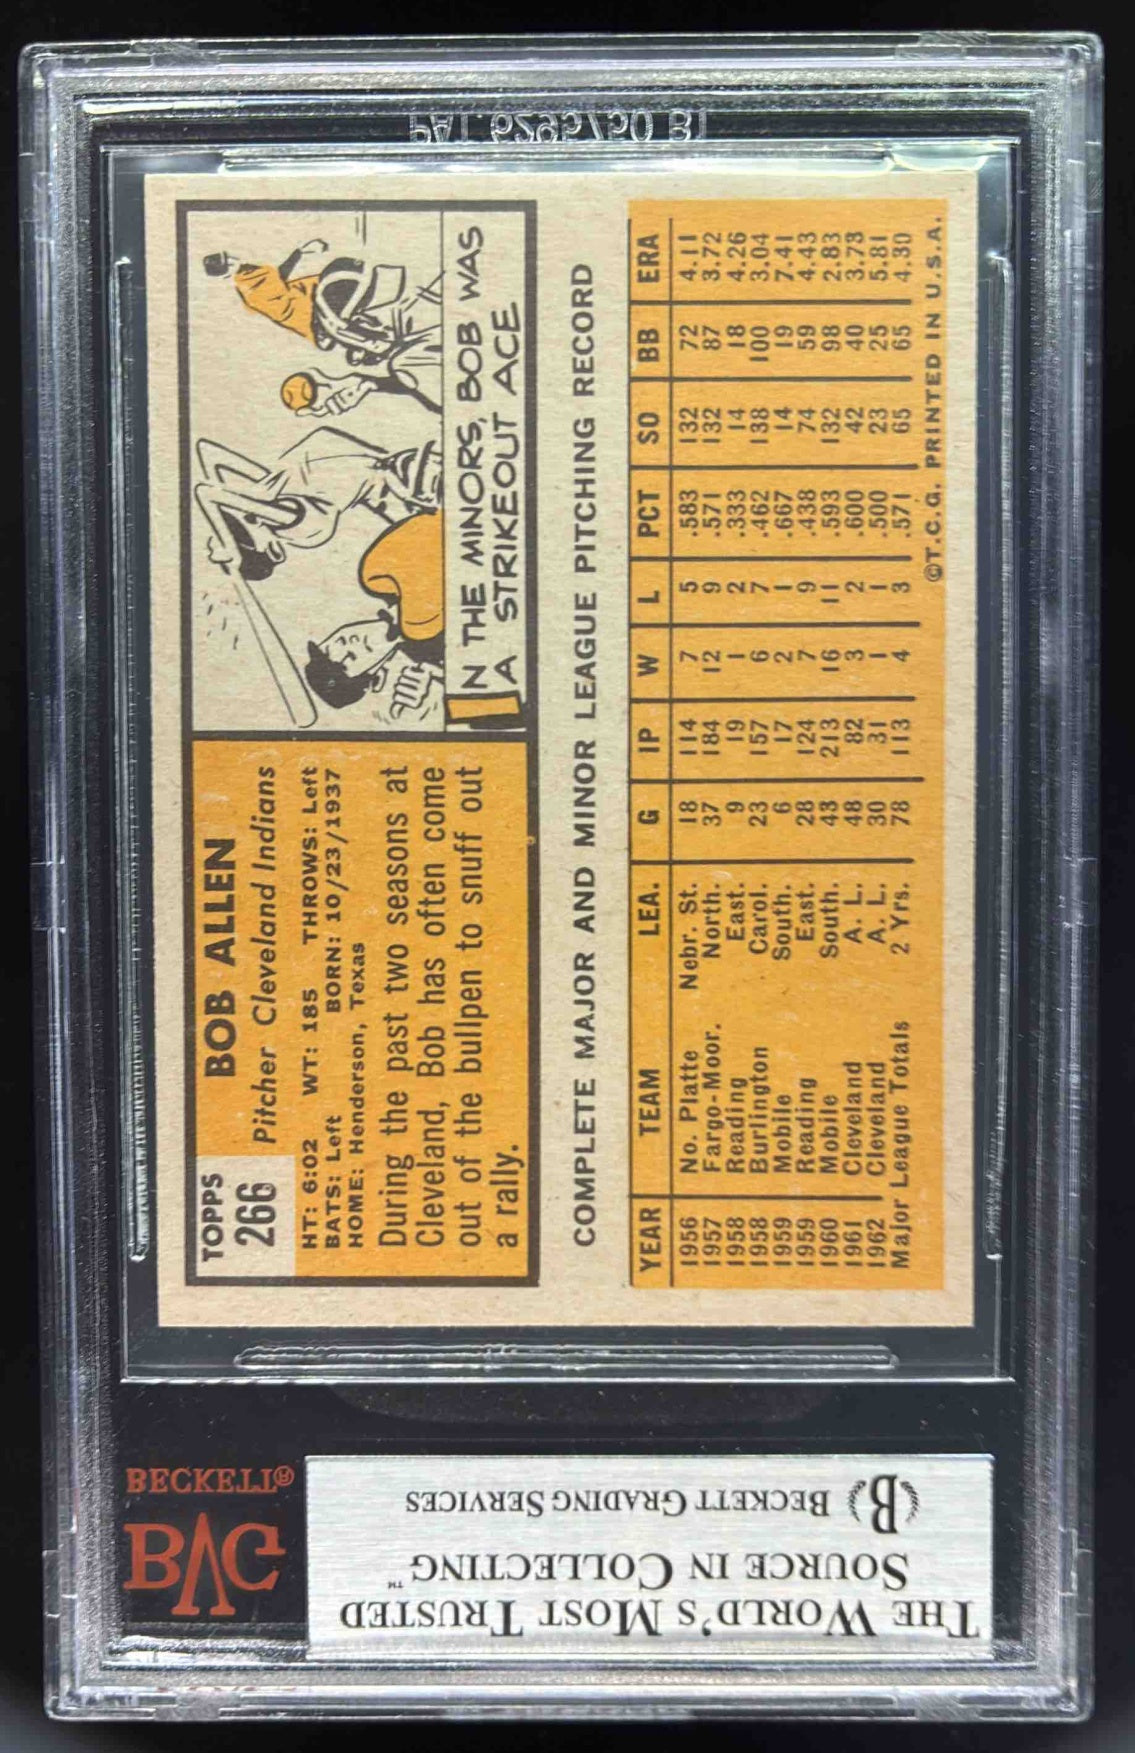 TOPPS
266
BOB ALLEN
Pitcher Cleveland Indians
HT: 6:02 WT: 185 THROWS: Left
BATS: Left BORN: 10/23/1937
HOME: Henderson, Texas
During the past two seasons at
Cleveland, Bob has often come
out of the bullpen to snuff out
a rally.
IN THE MINORS, BOB WAS
A STRIKEOUT ACE
COMPLETE MAJOR AND MINOR LEAGUE PITCHING RECORD
YEAR TEAM LEA. G IP W L PCT SO BB ERA
1956 No. Platte Nebr. St. 18 114 7 5 .583 132 72 4.11
1957 Fargo-Moor. North. 37 184 12 9 .571 132 87 3.72
1958 Reading East. 9 19 1 2 .333 14 18 4.26
1958 Burlington Carol. 23 157 6 7 .462 138 100 3.04
1959 Mobile South. 6 17 2 1 .667 14 19 7.41
1959 Reading East. 28 124 7 9 .438 74 59 4.43
1960 Mobile South. 43 213 16 11 .593 132 98 2.83
1961 Cleveland A. L. 48 82 3 2 .600 42 40 3.73
1962 Cleveland A. L. 30 31 1 1 .500 23 25 5.81
Major League Totals 2 Yrs. 78 113 4 3 .571 65 65 4.30
©T.C.G. PRINTED IN U.S.A.
THE WORLD'S MOST TRUSTED
SOURCE IN COLLECTING™
(B) BECKETT GRADING SERVICES
BECKETT®
BVG